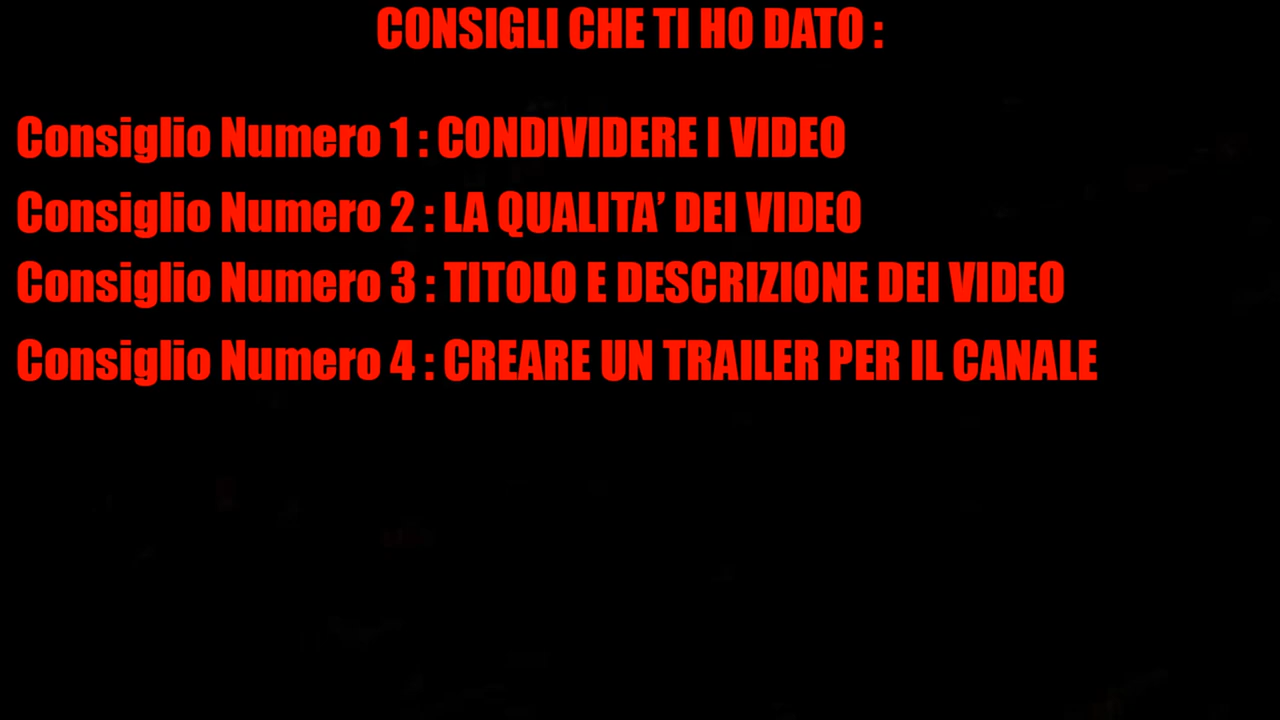 CONSIGLI CHE TI HO DATO :
Consiglio Numero 1 : CONDIVIDERE I VIDEO
Consiglio Numero 2 : LA QUALITA’ DEI VIDEO
Consiglio Numero 3 : TITOLO E DESCRIZIONE DEI VIDEO
Consiglio Numero 4 : CREARE UN TRAILER PER IL CANALE